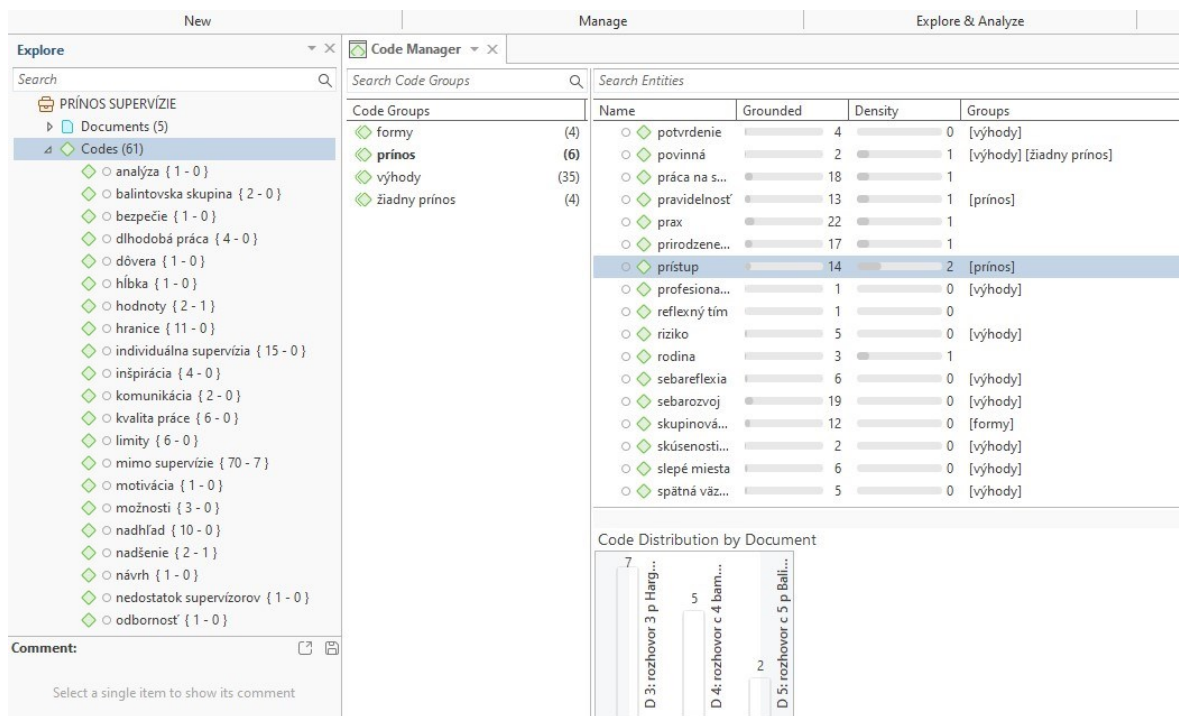 New Manage Explore & Analyze
Explore
Search
PRÍNOS SUPERVÍZIE
Documents (5)
Codes (61)
analýza { 1 - 0 }
balintovska skupina { 2 - 0 }
bezpečie { 1 - 0 }
dlhodobá práca { 4 - 0 }
dôvera { 1 - 0 }
hĺbka { 1 - 0 }
hodnoty { 2 - 1 }
hranice { 11 - 0 }
individuálna supervízia { 15 - 0 }
inšpirácia { 4 - 0 }
komunikácia { 2 - 0 }
kvalita práce { 6 - 0 }
limity { 6 - 0 }
mimo supervízie { 70 - 7 }
motivácia { 1 - 0 }
možnosti { 3 - 0 }
nadhľad { 10 - 0 }
nadšenie { 2 - 1 }
návrh { 1 - 0 }
nedostatok supervízorov { 1 - 0 }
odbornosť { 1 - 0 }
Comment:
Select a single item to show its comment
Code Manager
Search Code Groups
Code Groups
formy (4)
prínos (6)
výhody (35)
žiadny prínos (4)
Search Entities
Name Grounded Density Groups
potvrdenie 4 0 [výhody]
povinná 2 1 [výhody] [žiadny prínos]
práca na s... 18 1
pravidelnosť 13 1 [prínos]
prax 22 1
prirodzene... 17 1
prístup 14 2 [prínos]
profesiona... 1 0 [výhody]
reflexný tím 1 0
riziko 5 0 [výhody]
rodina 3 1
sebareflexia 6 0 [výhody]
sebarozvoj 19 0 [výhody]
skupinová... 12 0 [formy]
skúsenosti... 2 0 [výhody]
slepé miesta 6 0 [výhody]
spätná väz... 5 0 [výhody]
Code Distribution by Document
7
D 3: rozhovor 3 p Harg...
5
D 4: rozhovor c 4 bam...
2
D 5: rozhovor c 5 p Bali...